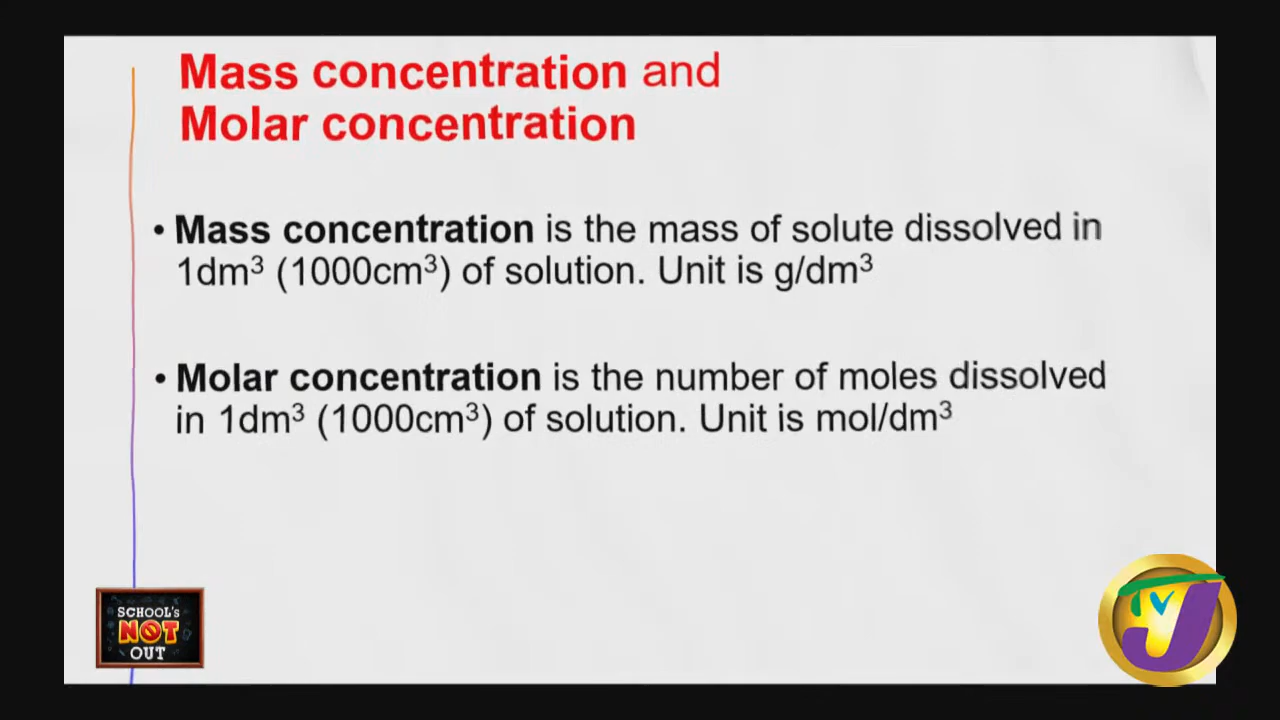 Mass concentration and
Molar concentration
• Mass concentration is the mass of solute dissolved in
1dm³ (1000cm³) of solution. Unit is g/dm³
• Molar concentration is the number of moles dissolved
in 1dm³ (1000cm³) of solution. Unit is mol/dm³
SCHOOL's
NOT
OUT
TVJ